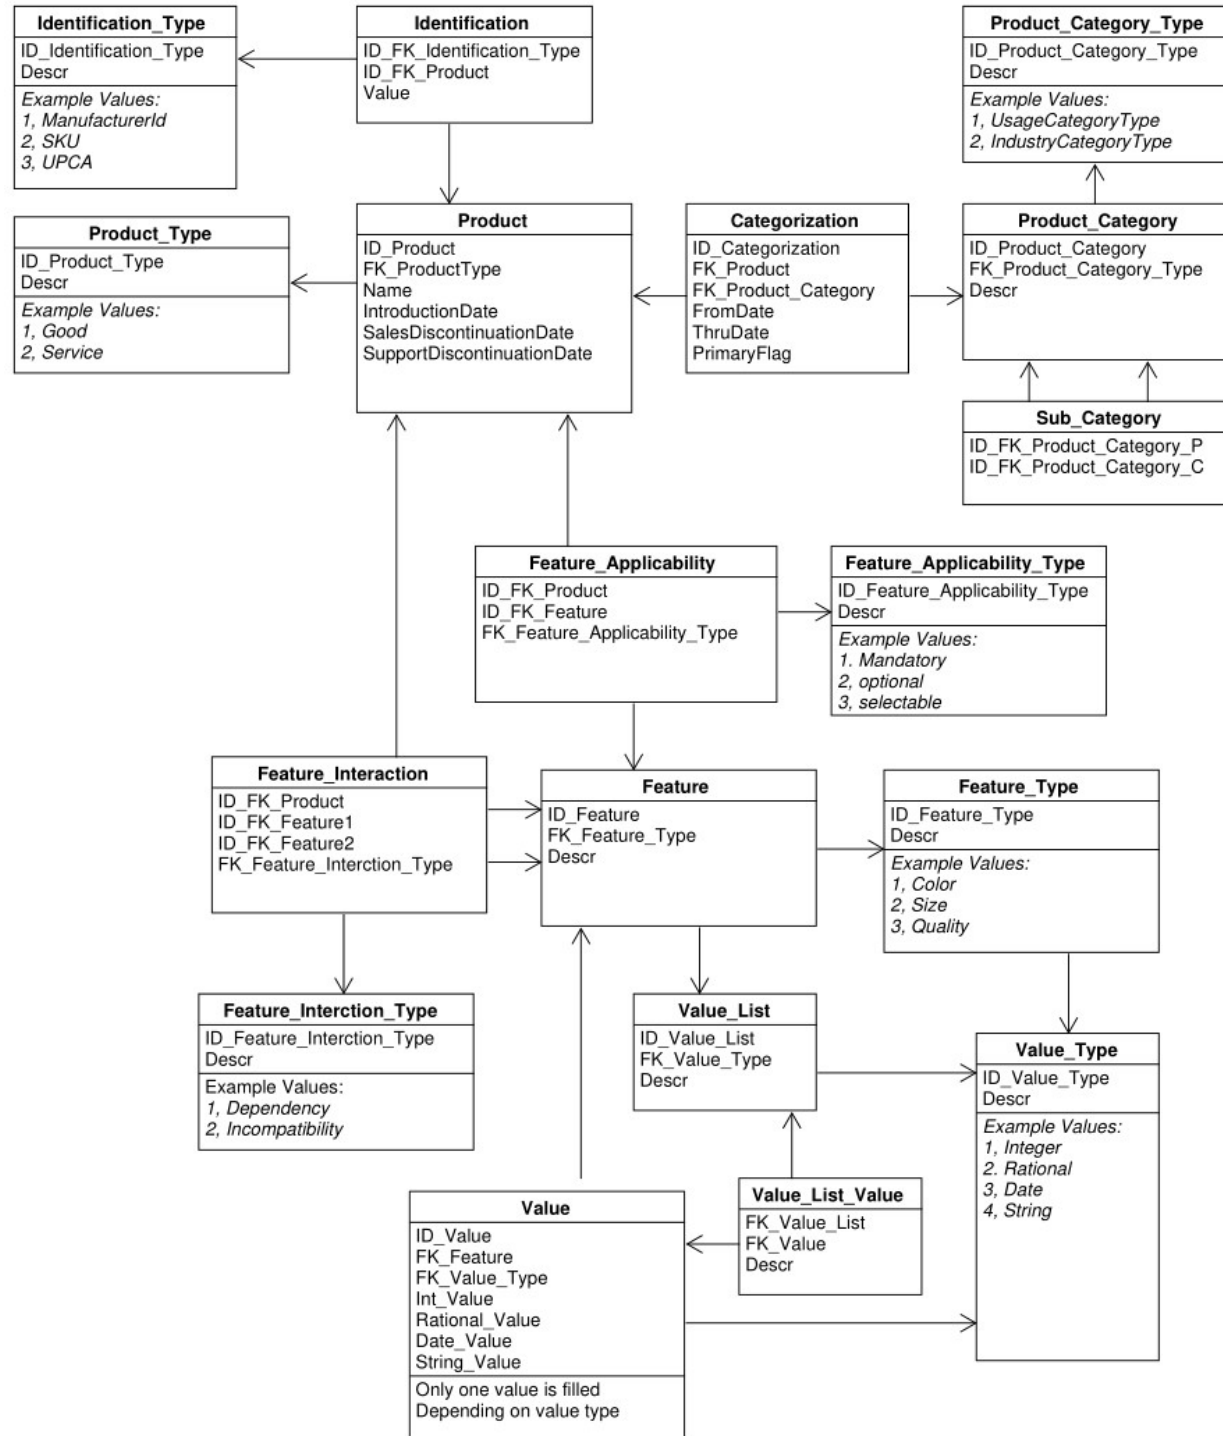 Identification_Type
ID_Identification_Type
Descr
Example Values:
1, ManufacturerId
2, SKU
3, UPCA
Identification
ID_FK_Identification_Type
ID_FK_Product
Value
Product_Category_Type
ID_Product_Category_Type
Descr
Example Values:
1, UsageCategoryType
2, IndustryCategoryType
Product_Type
ID_Product_Type
Descr
Example Values:
1, Good
2, Service
Product
ID_Product
FK_ProductType
Name
IntroductionDate
SalesDiscontinuationDate
SupportDiscontinuationDate
Categorization
ID_Categorization
FK_Product
FK_Product_Category
FromDate
ThruDate
PrimaryFlag
Product_Category
ID_Product_Category
FK_Product_Category_Type
Descr
Sub_Category
ID_FK_Product_Category_P
ID_FK_Product_Category_C
Feature_Applicability
ID_FK_Product
ID_FK_Feature
FK_Feature_Applicability_Type
Feature_Applicability_Type
ID_Feature_Applicability_Type
Descr
Example Values:
1. Mandatory
2, optional
3, selectable
Feature_Interaction
ID_FK_Product
ID_FK_Feature1
ID_FK_Feature2
FK_Feature_Interction_Type
Feature
ID_Feature
FK_Feature_Type
Descr
Feature_Type
ID_Feature_Type
Descr
Example Values:
1, Color
2, Size
3, Quality
Feature_Interction_Type
ID_Feature_Interction_Type
Descr
Example Values:
1, Dependency
2, Incompatibility
Value_List
ID_Value_List
FK_Value_Type
Descr
Value_Type
ID_Value_Type
Descr
Example Values:
1, Integer
2. Rational
3, Date
4, String
Value
ID_Value
FK_Feature
FK_Value_Type
Int_Value
Rational_Value
Date_Value
String_Value
Only one value is filled
Depending on value type
Value_List_Value
FK_Value_List
FK_Value
Descr